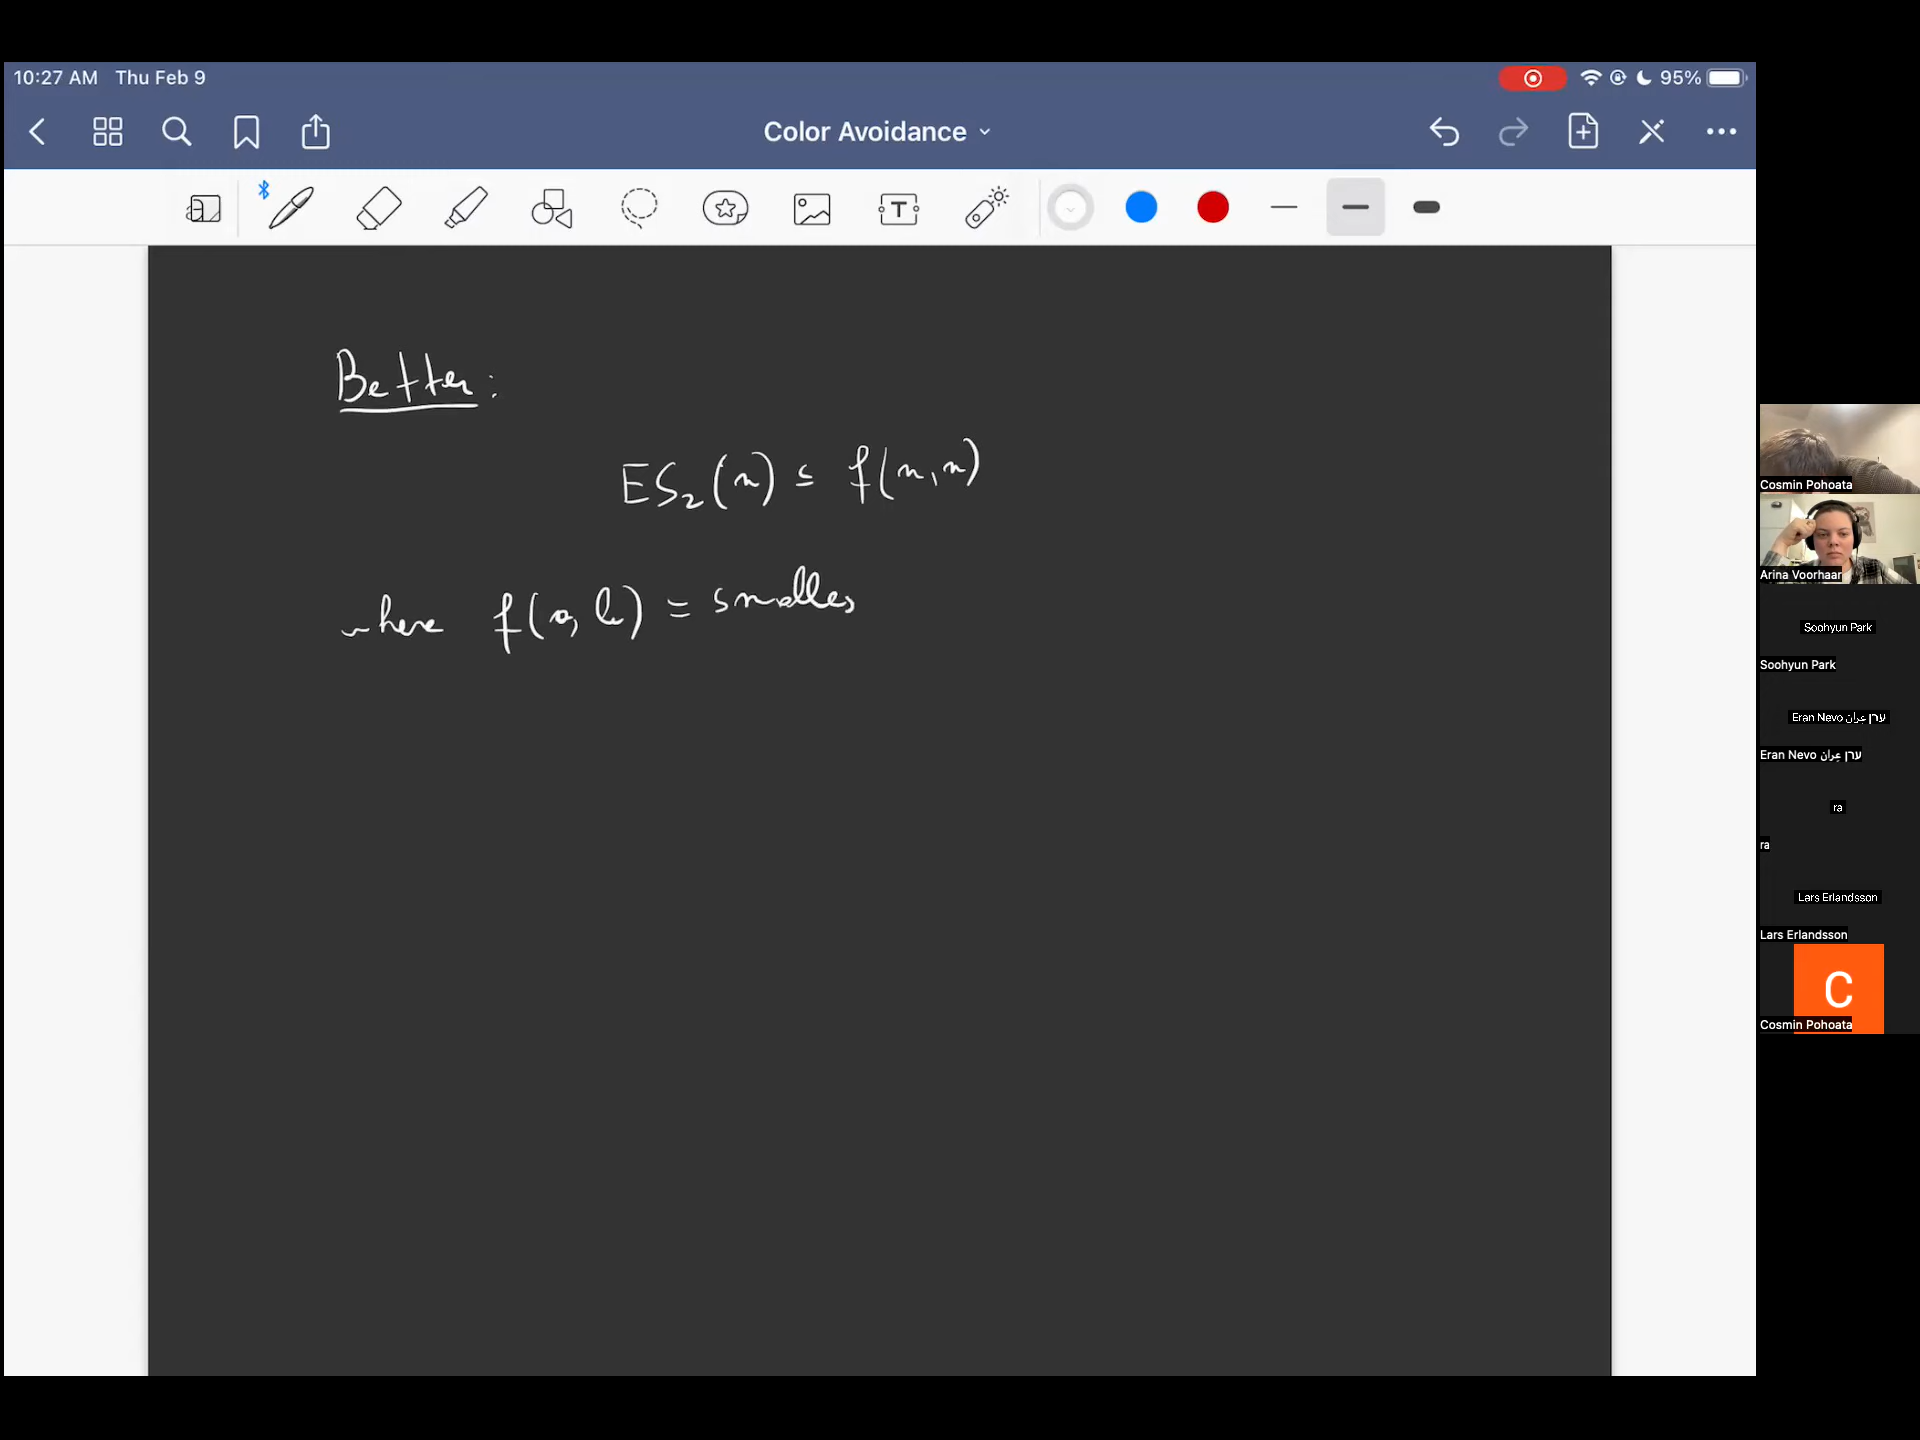 10:27 AM Thu Feb 9
95%
Color Avoidance
T
Better:
ES₂(n) ≤ f(n,n)
where f(a, b) = smalles
Cosmin Pohoata
Arina Voorhaar
Soohyun Park
Soohyun Park
Eran Nevo ערן عران
Eran Nevo ערן عران
ra
ra
Lars Erlandsson
Lars Erlandsson
C
Cosmin Pohoata